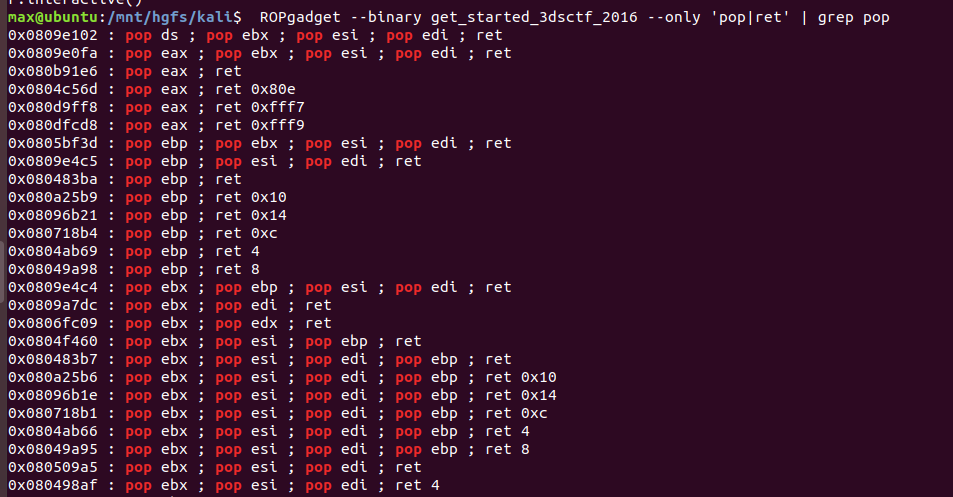 max@ubuntu:/mnt/hgfs/kali$  ROPgadget --binary get_started_3dsctf_2016 --only 'pop|ret' | grep pop
0x0809e102 : pop ds ; pop ebx ; pop esi ; pop edi ; ret
0x0809e0fa : pop eax ; pop ebx ; pop esi ; pop edi ; ret
0x080b91e6 : pop eax ; ret
0x0804c56d : pop eax ; ret 0x80e
0x080d9ff8 : pop eax ; ret 0xfff7
0x080dfcd8 : pop eax ; ret 0xfff9
0x0805bf3d : pop ebp ; pop ebx ; pop esi ; pop edi ; ret
0x0809e4c5 : pop ebp ; pop esi ; pop edi ; ret
0x080483ba : pop ebp ; ret
0x080a25b9 : pop ebp ; ret 0x10
0x08096b21 : pop ebp ; ret 0x14
0x080718b4 : pop ebp ; ret 0xc
0x0804ab69 : pop ebp ; ret 4
0x08049a98 : pop ebp ; ret 8
0x0809e4c4 : pop ebx ; pop ebp ; pop esi ; pop edi ; ret
0x0809a7dc : pop ebx ; pop edi ; ret
0x0806fc09 : pop ebx ; pop edx ; ret
0x0804f460 : pop ebx ; pop esi ; pop ebp ; ret
0x080483b7 : pop ebx ; pop esi ; pop edi ; pop ebp ; ret
0x080a25b6 : pop ebx ; pop esi ; pop edi ; pop ebp ; ret 0x10
0x08096b1e : pop ebx ; pop esi ; pop edi ; pop ebp ; ret 0x14
0x080718b1 : pop ebx ; pop esi ; pop edi ; pop ebp ; ret 0xc
0x0804ab66 : pop ebx ; pop esi ; pop edi ; pop ebp ; ret 4
0x08049a95 : pop ebx ; pop esi ; pop edi ; pop ebp ; ret 8
0x080509a5 : pop ebx ; pop esi ; pop edi ; ret
0x080498af : pop ebx ; pop esi ; pop edi ; ret 4